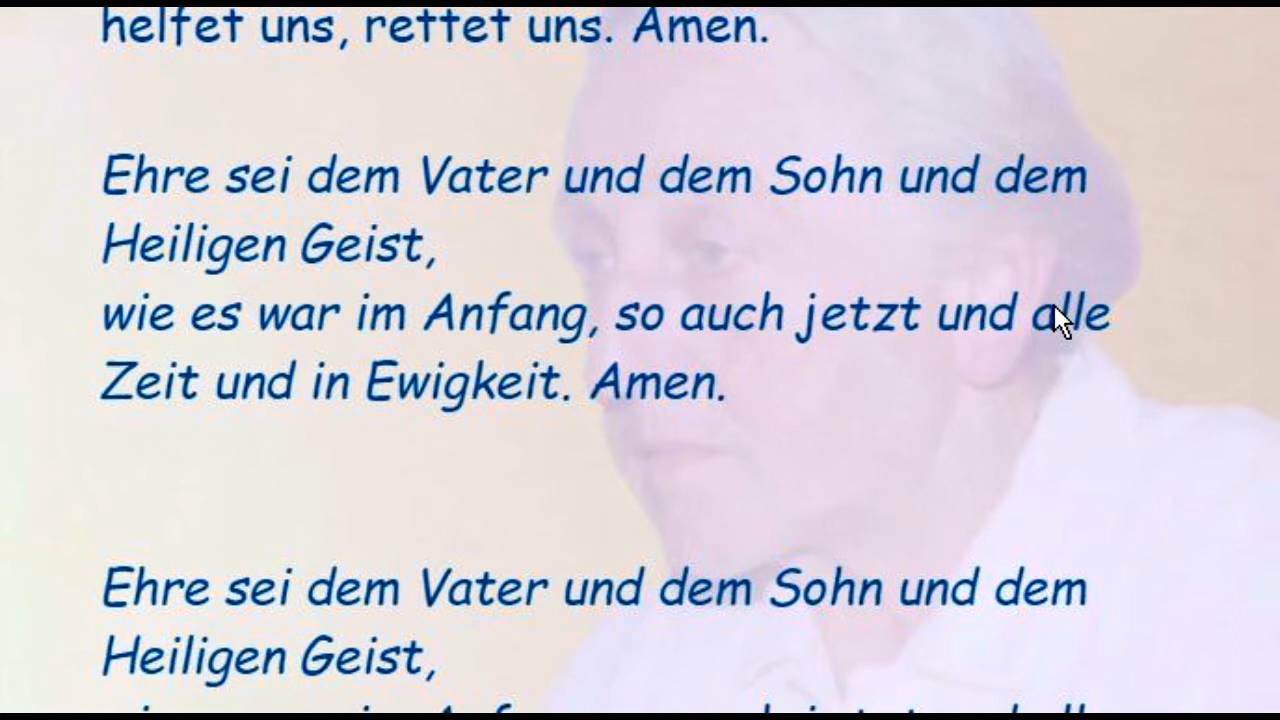 helfet uns, rettet uns. Amen.
Ehre sei dem Vater und dem Sohn und dem
Heiligen Geist,
wie es war im Anfang, so auch jetzt und alle
Zeit und in Ewigkeit. Amen.
Ehre sei dem Vater und dem Sohn und dem
Heiligen Geist,